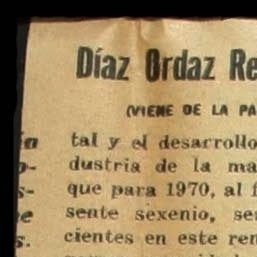 Díaz Ordaz Re
(VIENE DE LA PA
tal y el desarrollo
dustria de la ma
que para 1970, al f
sente sexenio, se
cientes en este ren